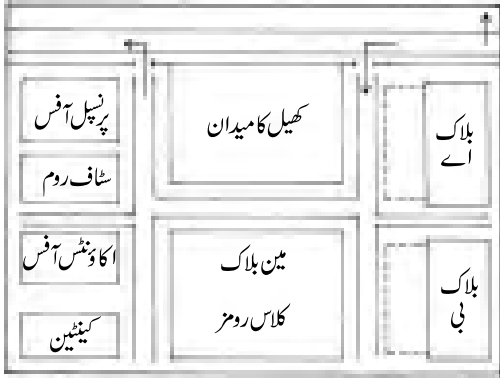 بلاک
اے
کھیل کا میدان
پرنسپل آفس
سٹاف روم
بلاک
بی
مین بلاک
کلاس رومز
اکاؤنٹس آفس
کینٹین